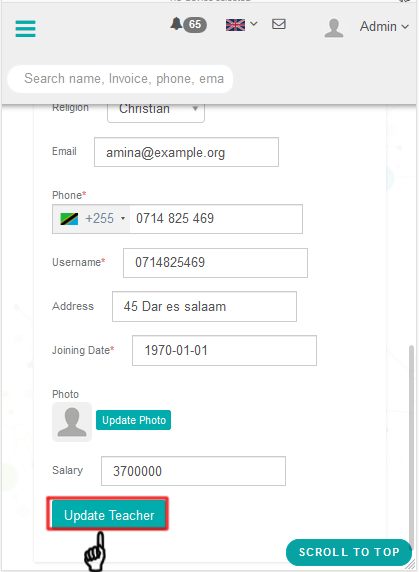 65
Admin
Search name, Invoice, phone, ema
Religion Christian
Email amina@example.org
Phone*
+255 0714 825 469
Username* 0714825469
Address 45 Dar es salaam
Joining Date* 1970-01-01
Photo
Update Photo
Salary 3700000
Update Teacher
SCROLL TO TOP